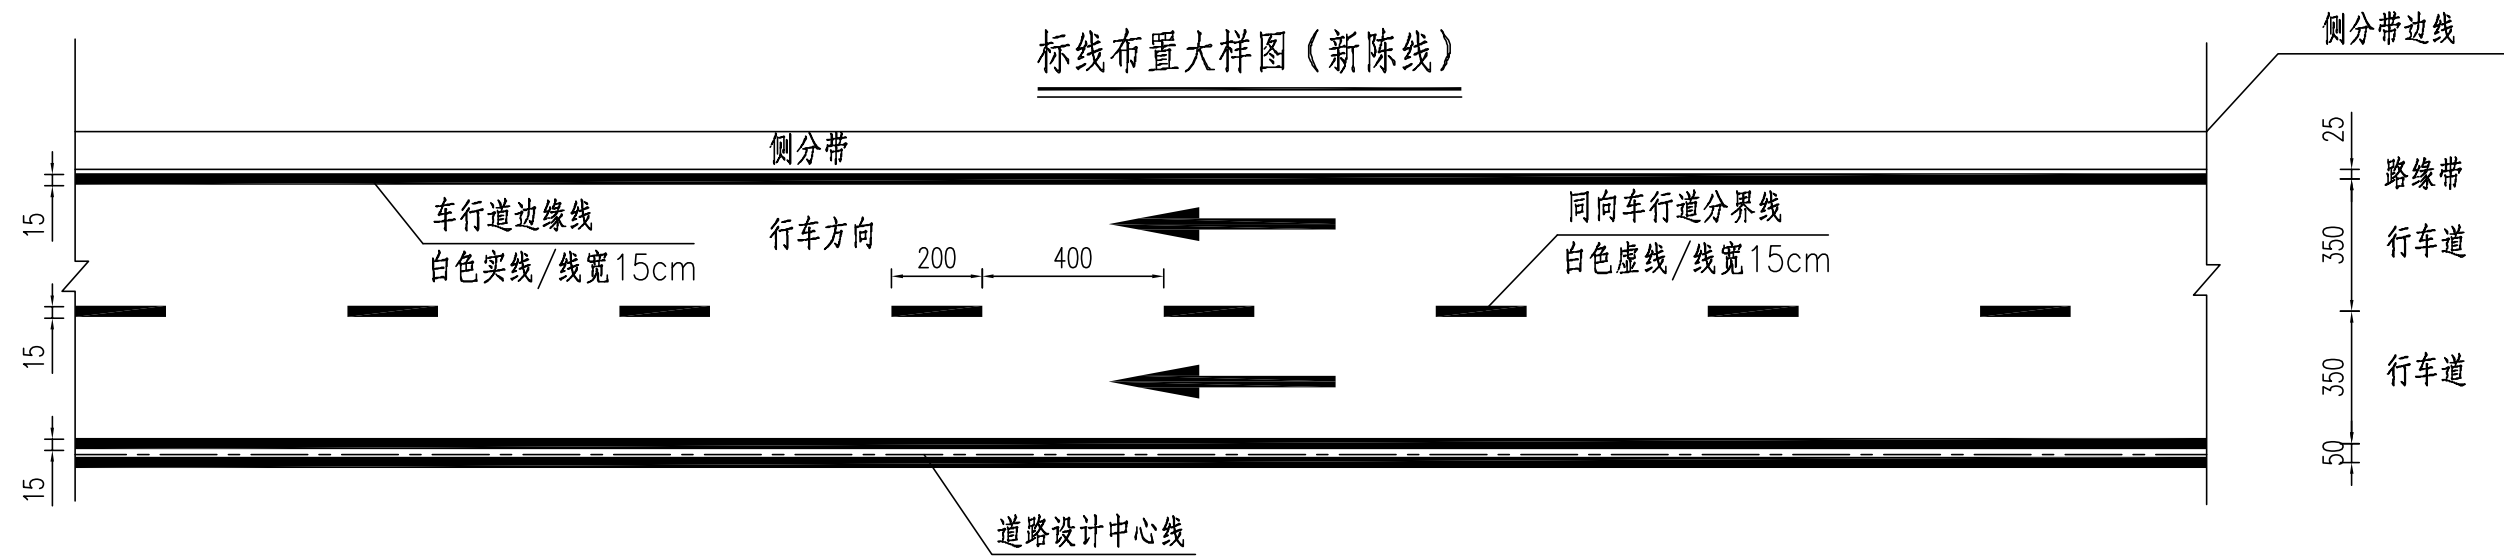 标线布置大样图（新陈线）
侧分带边线
侧分带
25
路缘带
15
车行道边缘线
白色实线/线宽15cm
行车方向
200
400
同向车行道分界线
白色虚线/线宽15cm
350
行车道
15
350
行车道
15
50
道路设计中心线